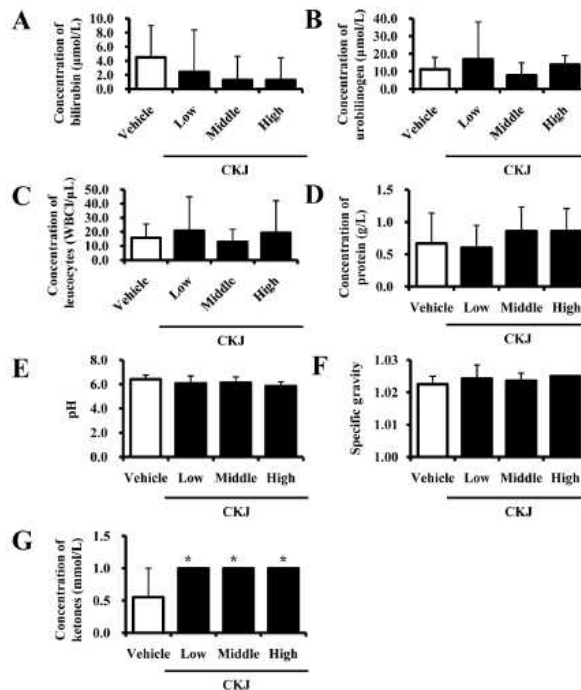 A
Concentration of
bilirubin (μmol/L)
8.0
6.0
4.0
2.0
0.0
Vehicle
Low
Middle
High
CKJ
B
Concentration of
urobilinogen (μmol/L)
40.0
30.0
20.0
10.0
0.0
Vehicle
Low
Middle
High
CKJ
C
Concentration of
leucocytes (WBCl/μL)
50.0
40.0
30.0
20.0
10.0
0.0
Vehicle
Low
Middle
High
CKJ
D
Concentration of
protein (g/L)
1.5
1.0
0.5
0.0
Vehicle
Low
Middle
High
CKJ
E
pH
8.0
6.0
4.0
2.0
0.0
Vehicle
Low
Middle
High
CKJ
F
Specific gravity
1.03
1.02
1.01
1.00
Vehicle
Low
Middle
High
CKJ
G
Concentration of
ketones (mmol/L)
1.5
1.0
0.5
0.0
* * *
Vehicle
Low
Middle
High
CKJ